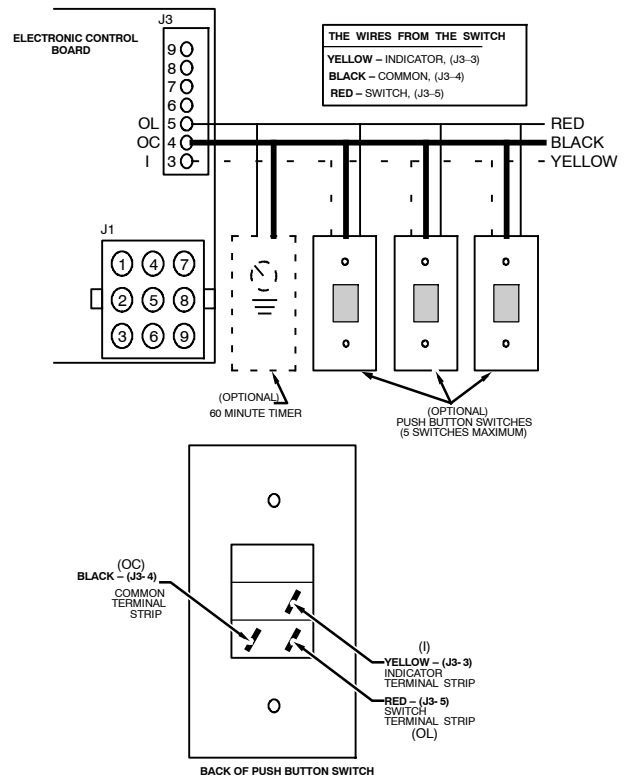 J3
ELECTRONIC CONTROL
BOARD
THE WIRES FROM THE SWITCH
YELLOW – INDICATOR, (J3–3)
BLACK – COMMON, (J3–4)
RED – SWITCH, (J3–5)
9
8
7
6
OL 5
OC 4
I 3
RED
BLACK
YELLOW
J1
1 4 7
2 5 8
3 6 9
(OPTIONAL)
60 MINUTE TIMER
(OPTIONAL)
PUSH BUTTON SWITCHES
(5 SWITCHES MAXIMUM)
(OC)
BLACK – (J3- 4)
COMMON
TERMINAL
STRIP
(I)
YELLOW – (J3- 3)
INDICATOR
TERMINAL STRIP
RED – (J3- 5)
SWITCH
TERMINAL STRIP
(OL)
BACK OF PUSH BUTTON SWITCH